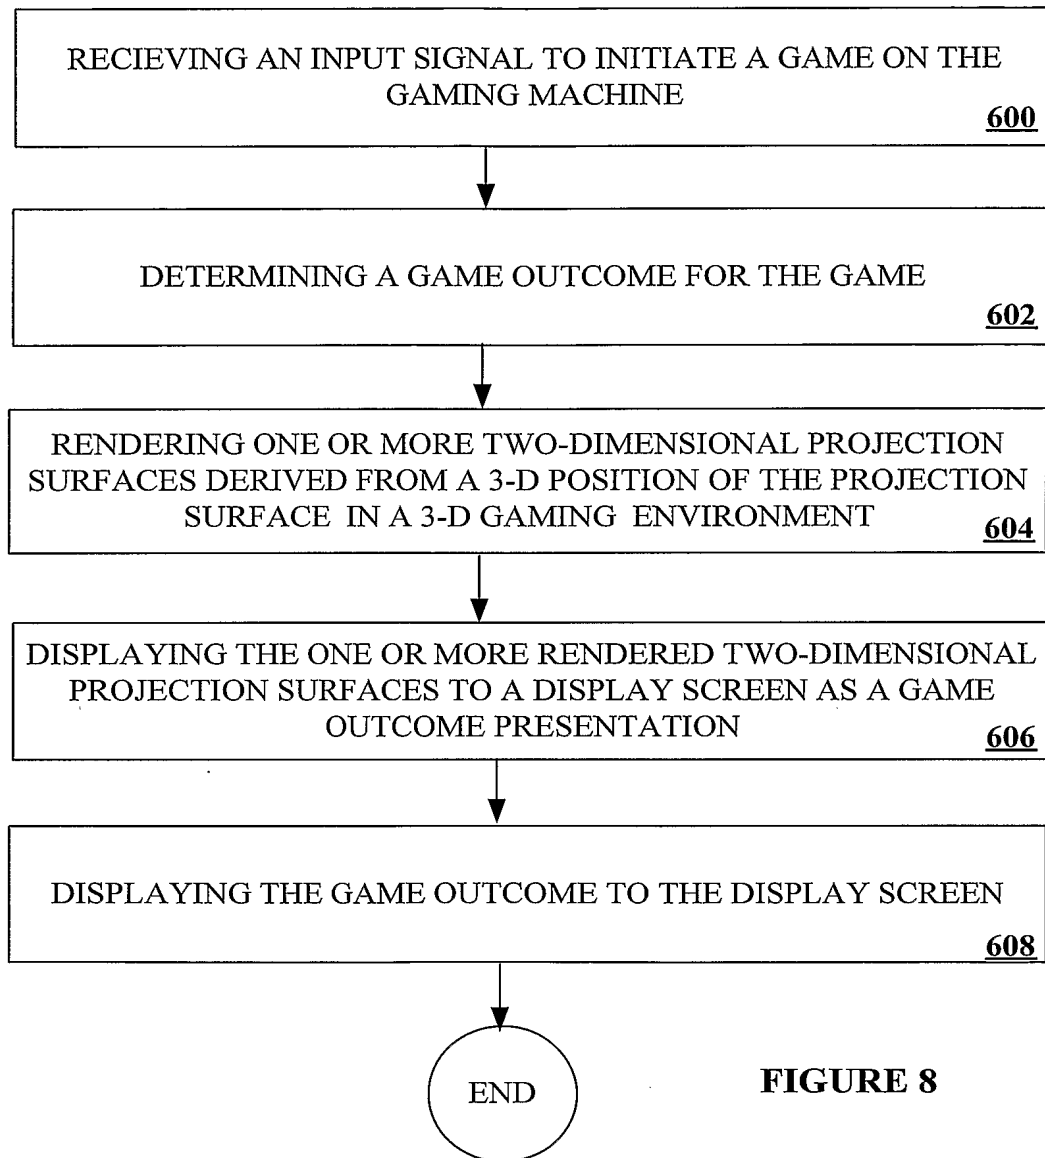 RECIEVING AN INPUT SIGNAL TO INITIATE A GAME ON THE
GAMING MACHINE
600
DETERMINING A GAME OUTCOME FOR THE GAME
602
RENDERING ONE OR MORE TWO-DIMENSIONAL PROJECTION
SURFACES DERIVED FROM A 3-D POSITION OF THE PROJECTION
SURFACE IN A 3-D GAMING ENVIRONMENT
604
DISPLAYING THE ONE OR MORE RENDERED TWO-DIMENSIONAL
PROJECTION SURFACES TO A DISPLAY SCREEN AS A GAME
OUTCOME PRESENTATION
606
DISPLAYING THE GAME OUTCOME TO THE DISPLAY SCREEN
608
END
FIGURE 8